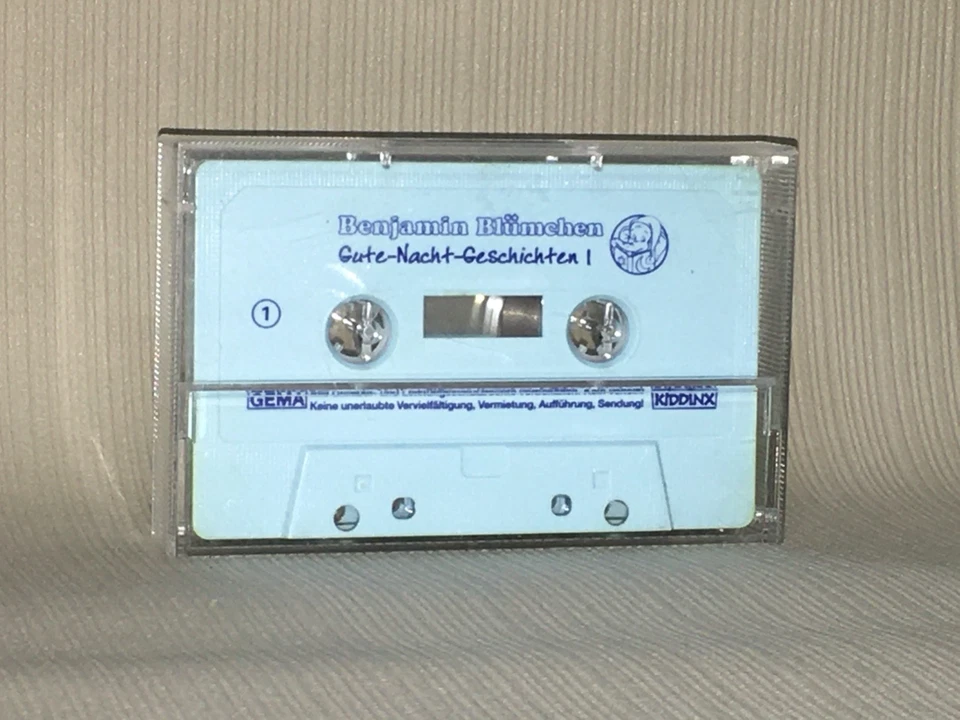 Benjamin Blümchen
Gute-Nacht-Geschichten 1
1
GEMA
Keine unerlaubte Vervielfältigung, Vermietung, Aufführung, Sendung!
KIDDINX